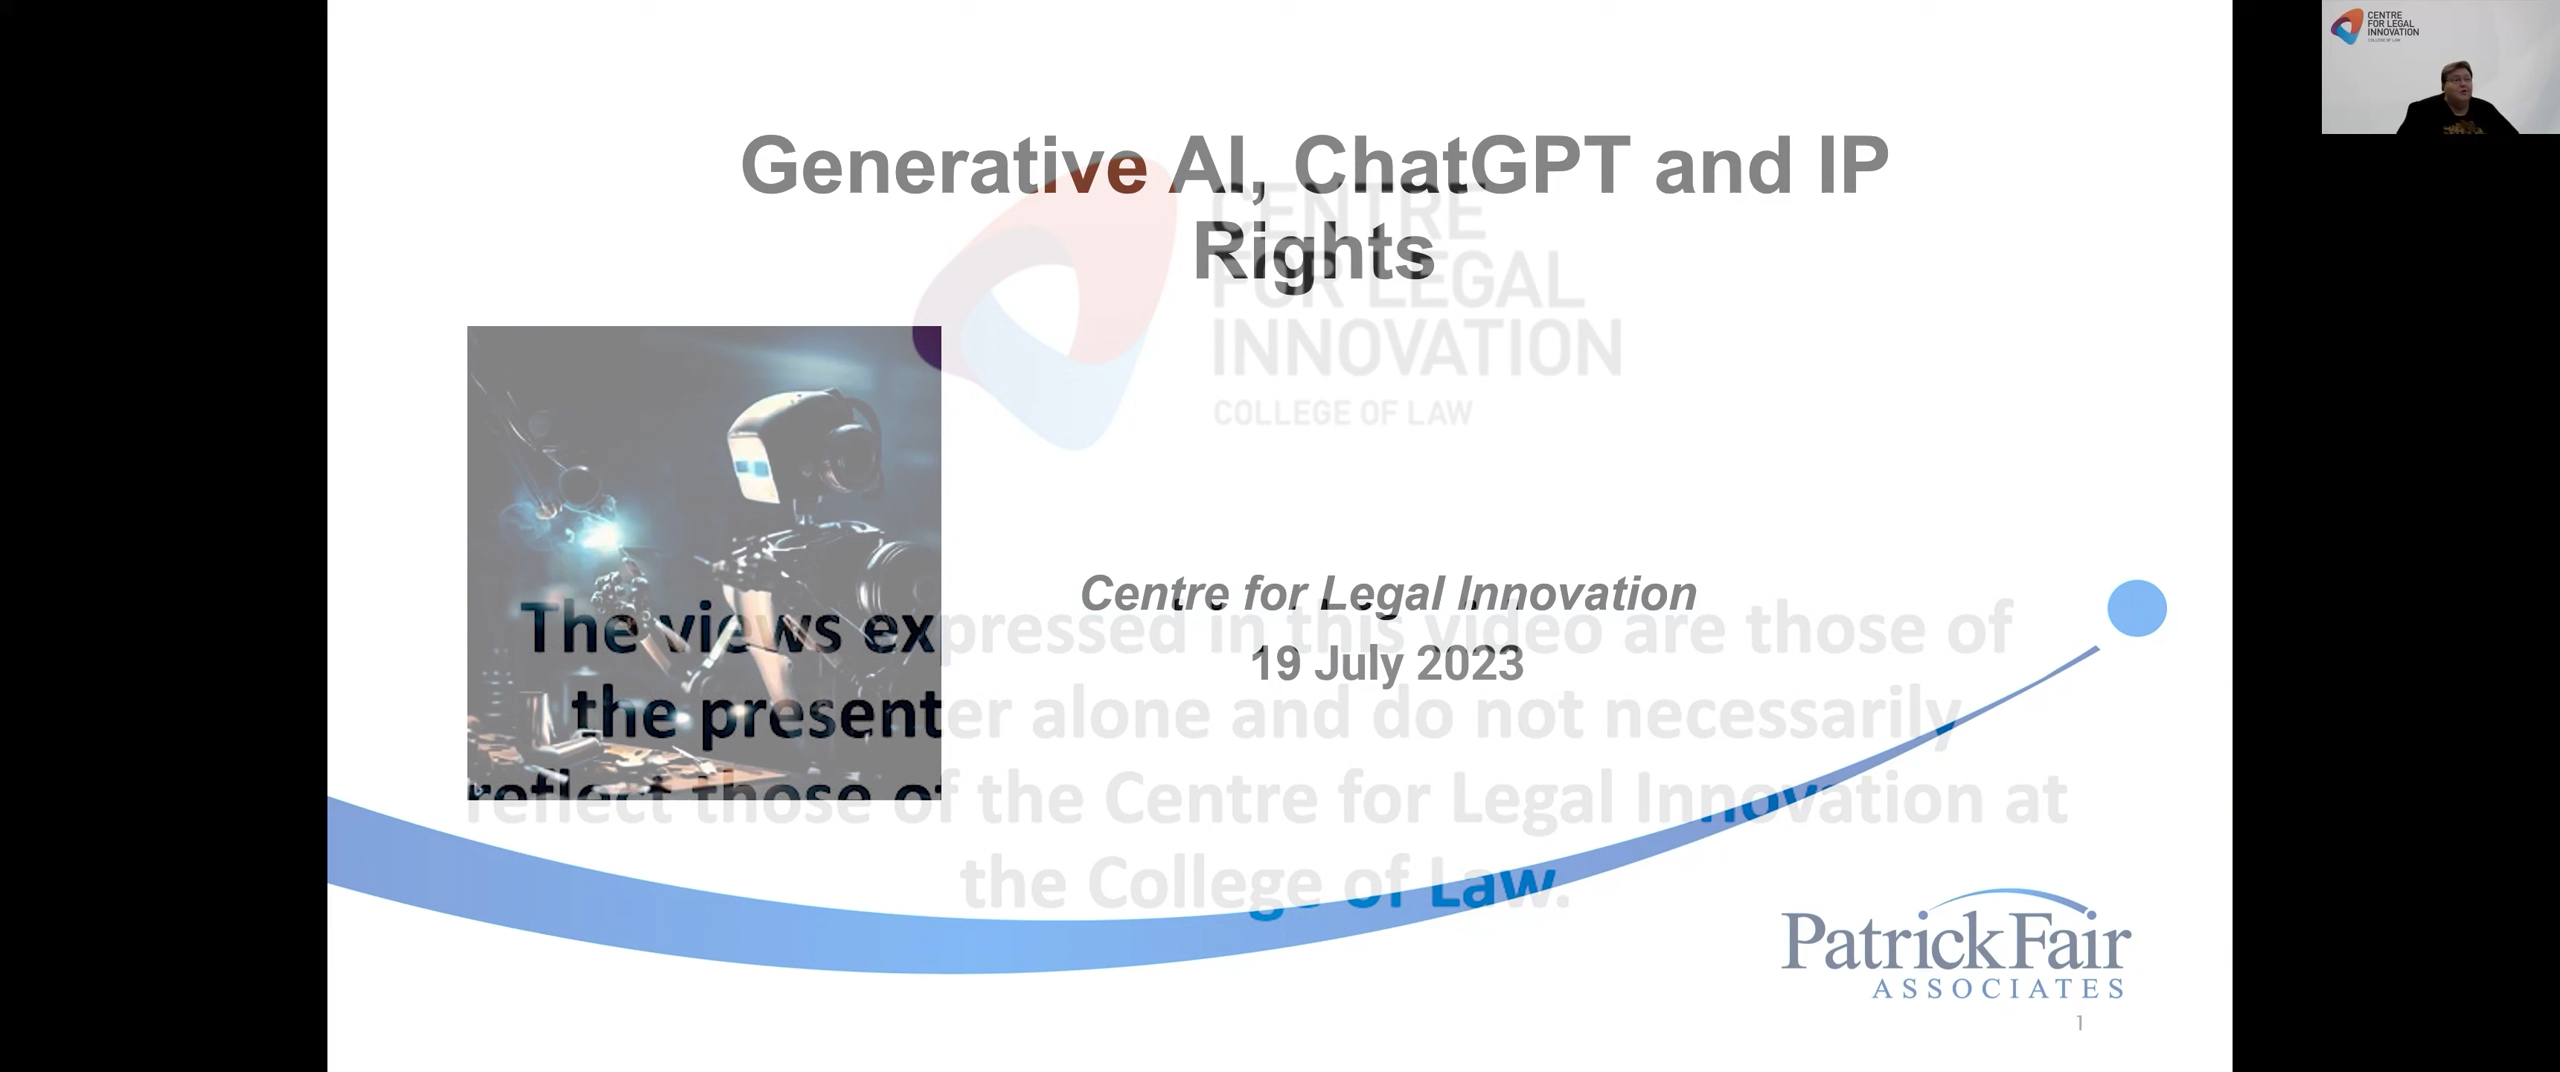 CENTRE
FOR LEGAL
INNOVATION
COLLEGE OF LAW
Generative AI, ChatGPT and IP
Rights
CENTRE
FOR LEGAL
INNOVATION
COLLEGE OF LAW
Centre for Legal Innovation
19 July 2023
The views expressed in this video are those of
the presenter alone and do not necessarily
reflect those of the Centre for Legal Innovation at
the College of Law.
PatrickFair
ASSOCIATES
1